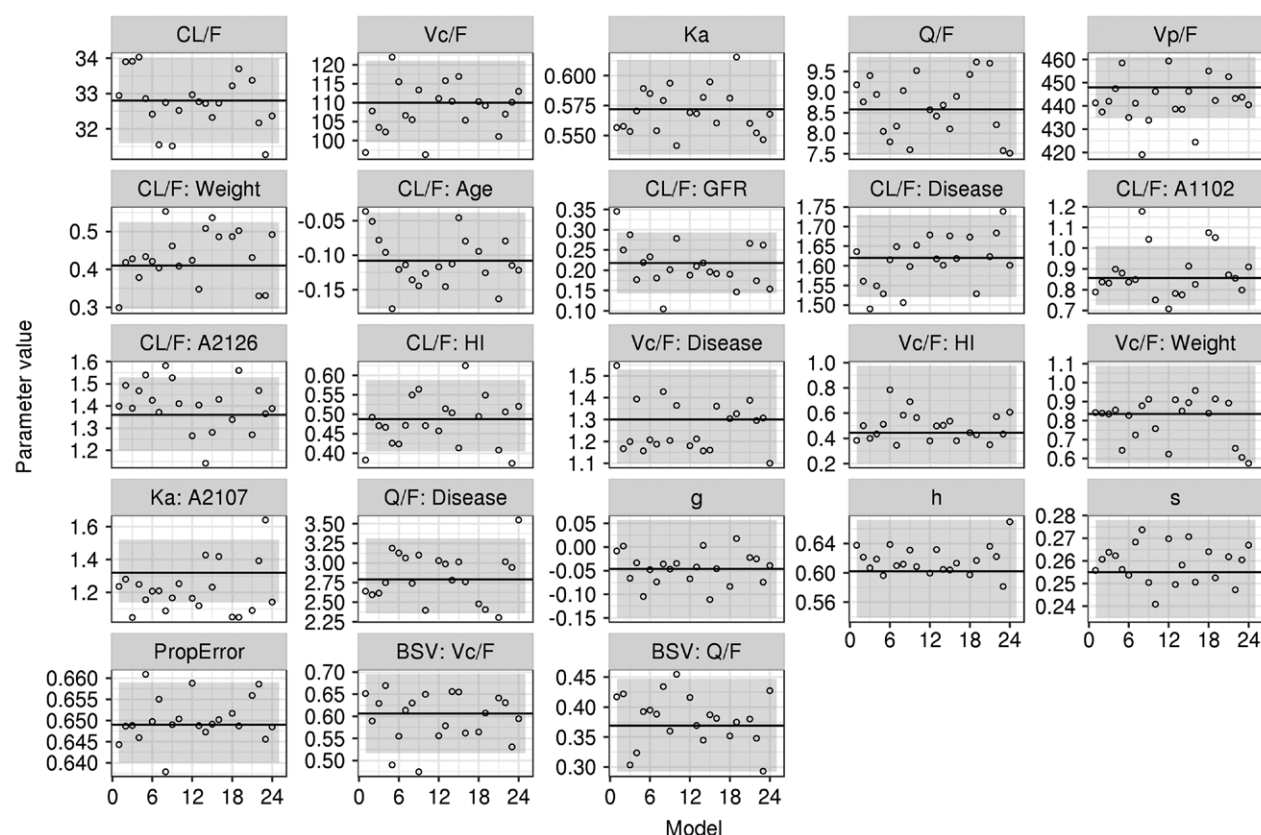 CL/F Vc/F Ka Q/F Vp/F
34 33 32
120 115 110 105 100
0.600 0.575 0.550
9.5 9.0 8.5 8.0 7.5
460 450 440 430 420
CL/F: Weight CL/F: Age CL/F: GFR CL/F: Disease CL/F: A1102
0.5 0.4 0.3
-0.05 -0.10 -0.15
0.35 0.30 0.25 0.20 0.15 0.10
1.75 1.70 1.65 1.60 1.55 1.50
1.2 1.1 1.0 0.9 0.8 0.7
CL/F: A2126 CL/F: HI Vc/F: Disease Vc/F: HI Vc/F: Weight
1.6 1.5 1.4 1.3 1.2
0.60 0.55 0.50 0.45 0.40
1.5 1.4 1.3 1.2 1.1
1.0 0.8 0.6 0.4 0.2
1.1 1.0 0.9 0.8 0.7 0.6
Ka: A2107 Q/F: Disease g h s
1.6 1.4 1.2
3.50 3.25 3.00 2.75 2.50 2.25
0.05 0.00 -0.05 -0.10 -0.15
0.64 0.60 0.56
0.28 0.27 0.26 0.25 0.24
0 6 12 18 24 0 6 12 18 24
PropError BSV: Vc/F BSV: Q/F
0.660 0.655 0.650 0.645 0.640
0.70 0.65 0.60 0.55 0.50
0.45 0.40 0.35 0.30
0 6 12 18 24 0 6 12 18 24 0 6 12 18 24
Parameter value
Model